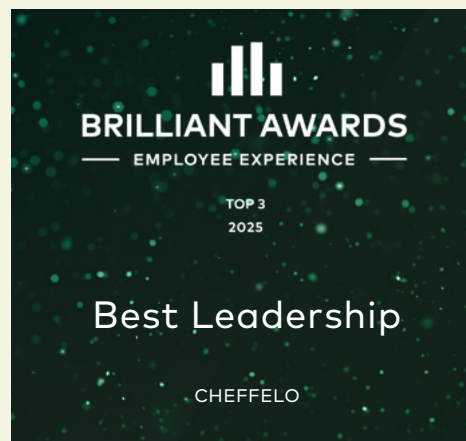 BRILLIANT AWARDS
EMPLOYEE EXPERIENCE
TOP 3
2025
Best Leadership
CHEFFELO